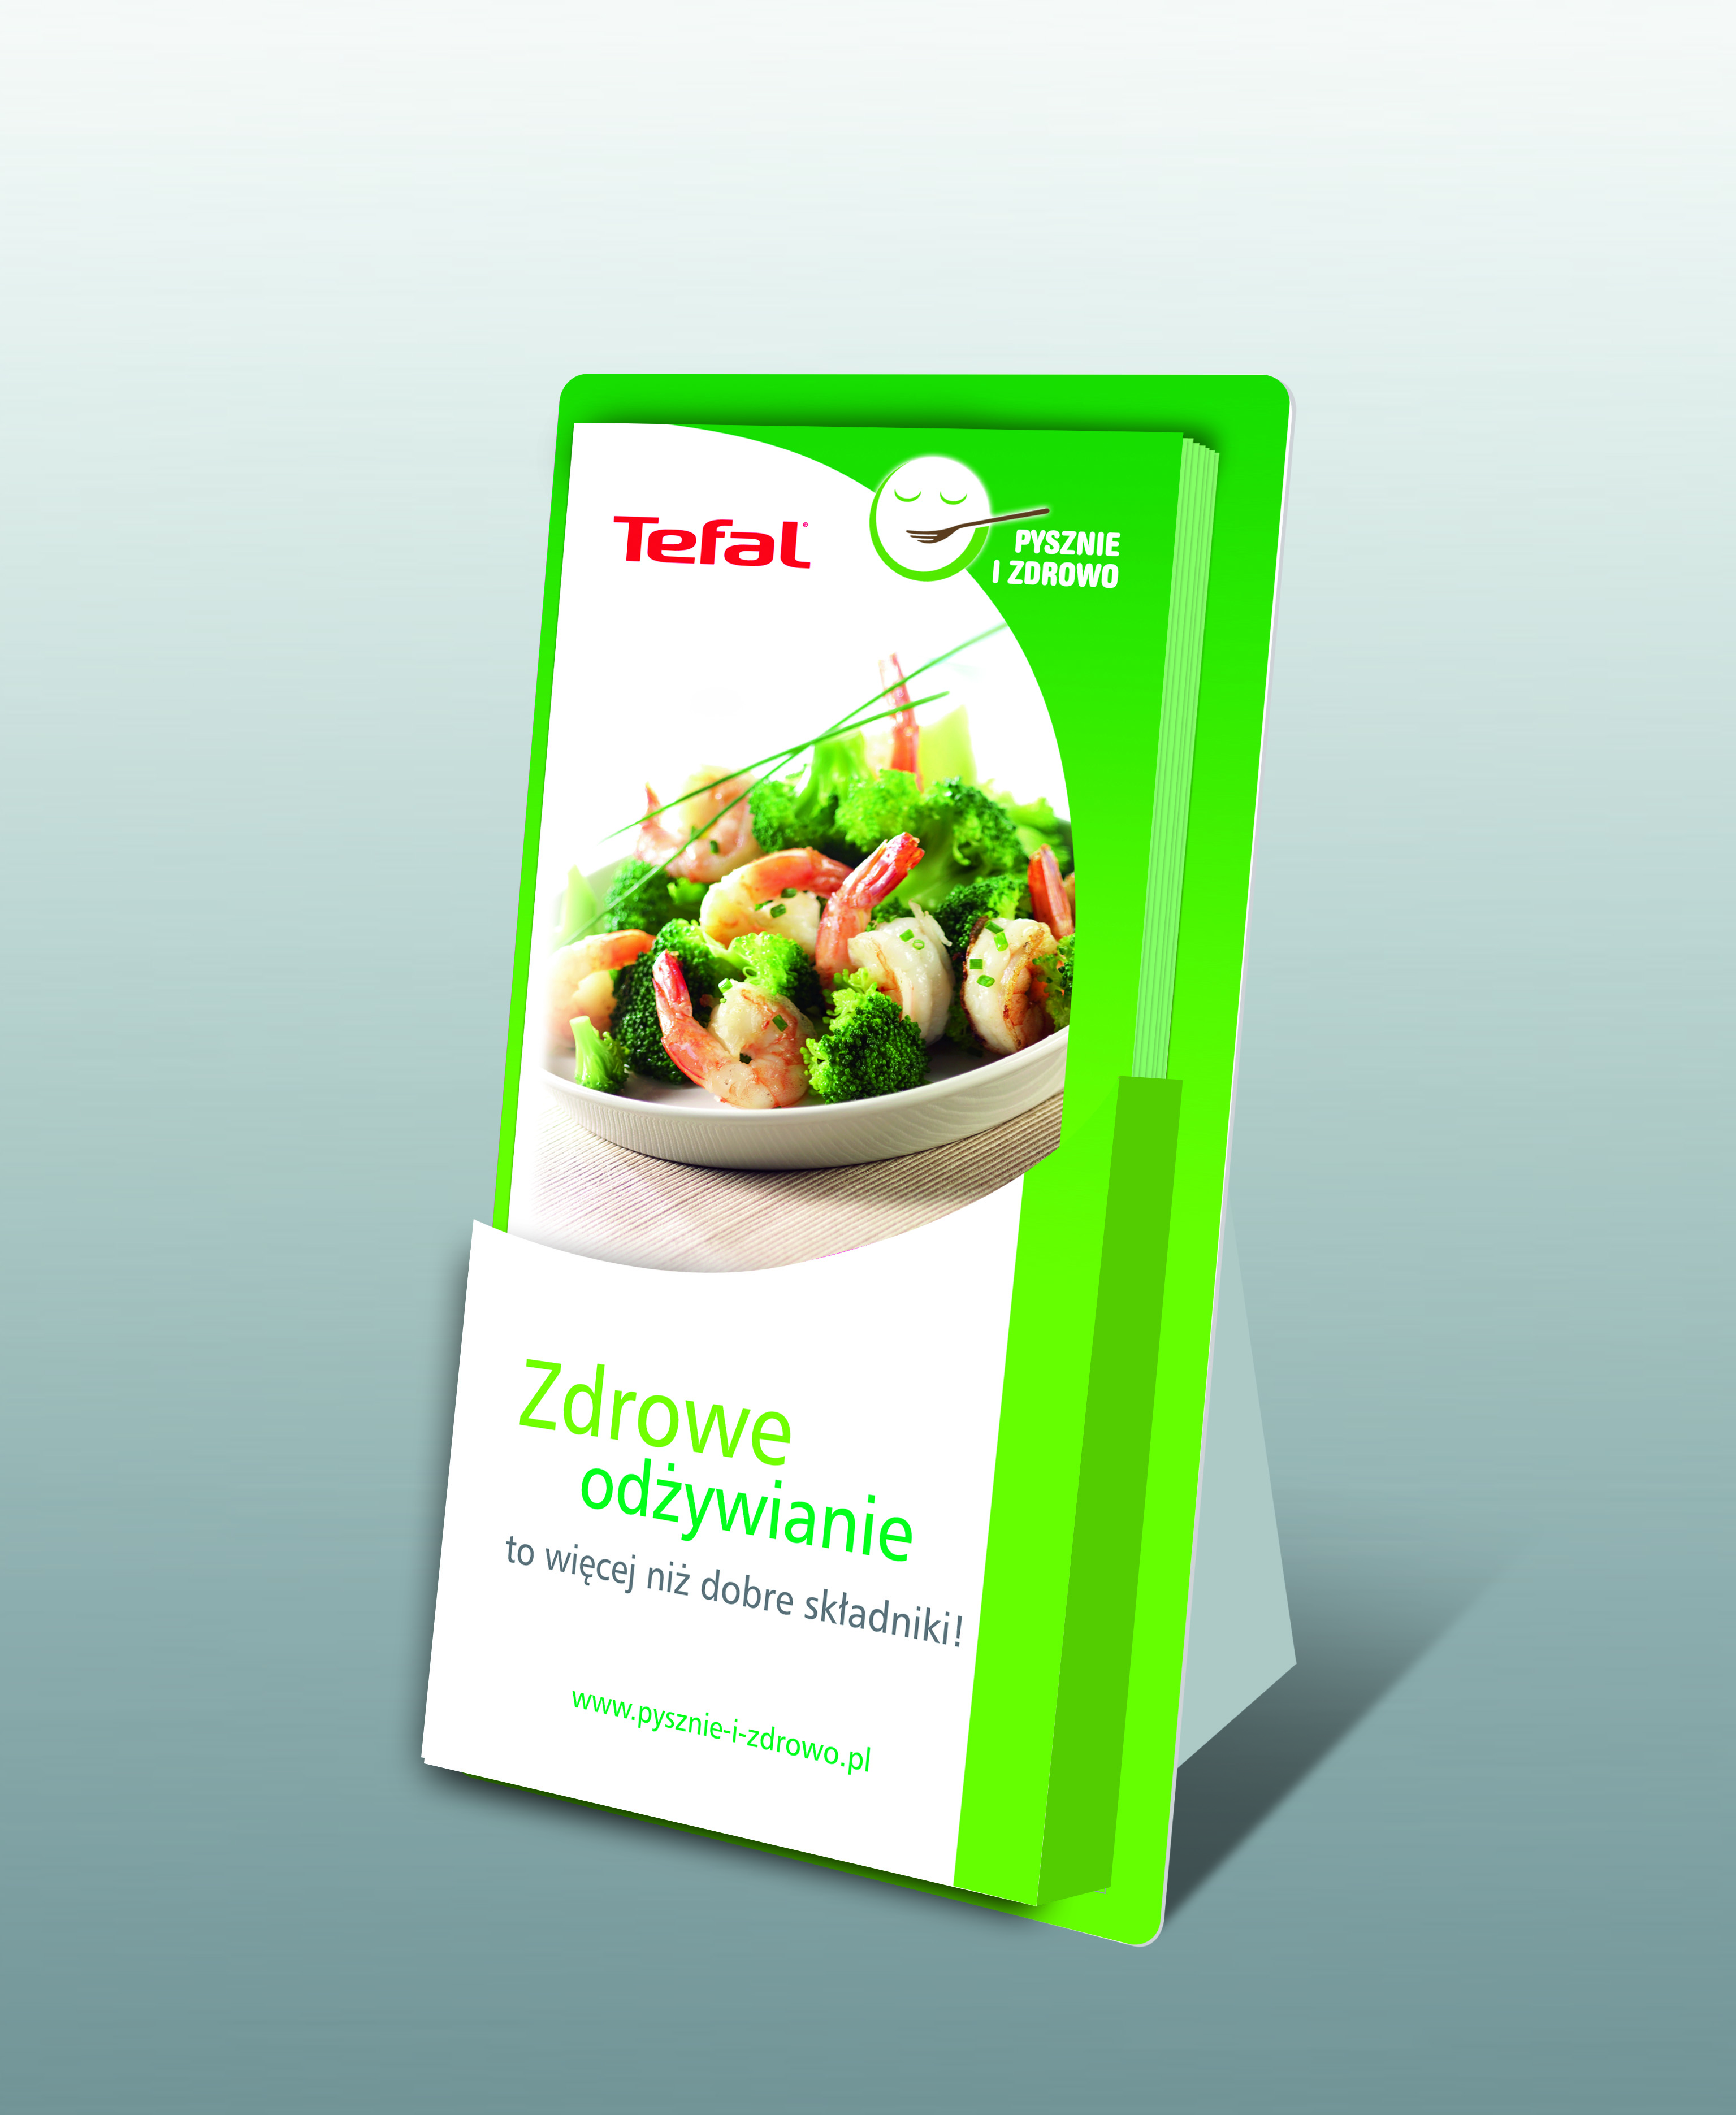 Tefal®
PYSZNIE
I ZDROWO
Zdrowe
odżywianie
to więcej niż dobre składniki!
www.pysznie-i-zdrowo.pl